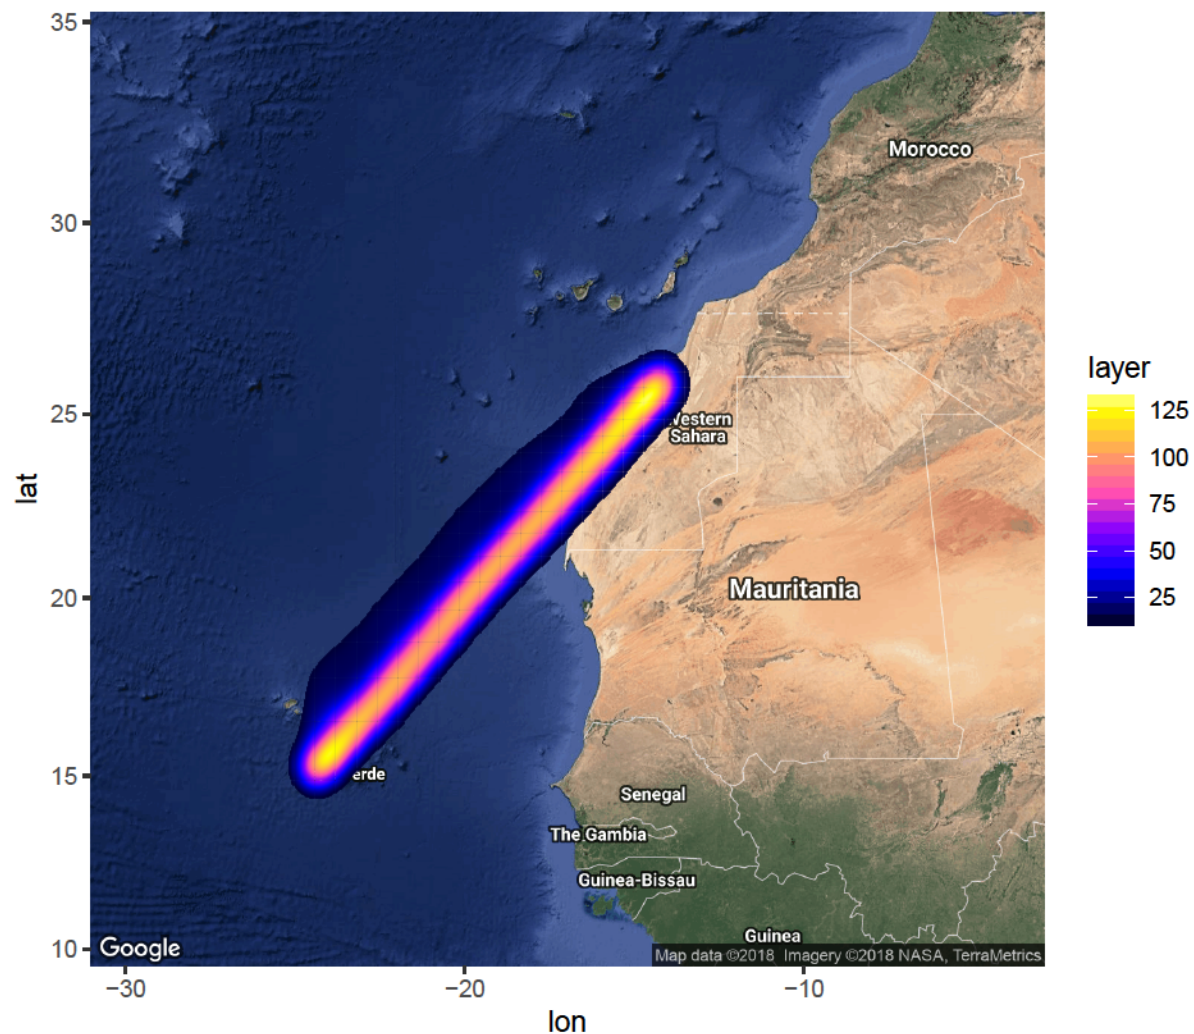 35
30
25
20
15
10
lat
Morocco
Western
Sahara
Mauritania
erde
Senegal
The Gambia
Guinea-Bissau
Guinea
Google
Map data ©2018 Imagery ©2018 NASA, TerraMetrics
−30
−20
−10
lon
layer
125
100
75
50
25